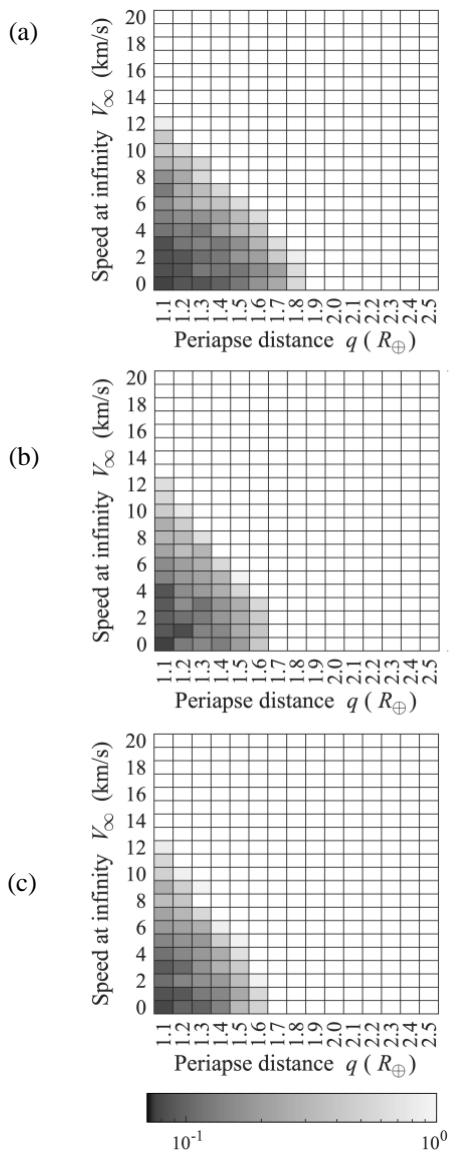 (a)
Speed at infinity V∞ (km/s)
20
18
16
14
12
10
8
6
4
2
0
1.1 1.2 1.3 1.4 1.5 1.6 1.7 1.8 1.9 2.0 2.1 2.2 2.3 2.4 2.5
Periapse distance q ( R⊕)
(b)
Speed at infinity V∞ (km/s)
20
18
16
14
12
10
8
6
4
2
0
1.1 1.2 1.3 1.4 1.5 1.6 1.7 1.8 1.9 2.0 2.1 2.2 2.3 2.4 2.5
Periapse distance q ( R⊕)
(c)
Speed at infinity V∞ (km/s)
20
18
16
14
12
10
8
6
4
2
0
1.1 1.2 1.3 1.4 1.5 1.6 1.7 1.8 1.9 2.0 2.1 2.2 2.3 2.4 2.5
Periapse distance q ( R⊕)
10⁻¹ 10⁰